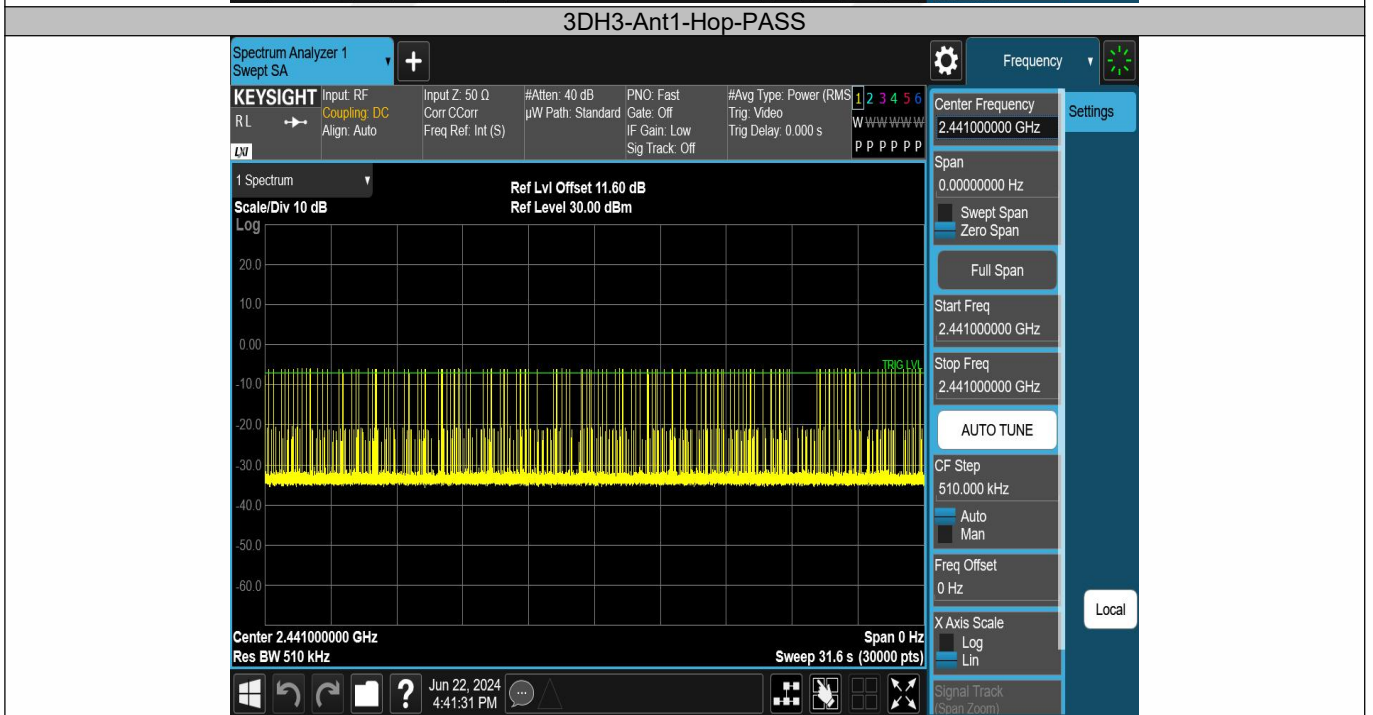 3DH3-Ant1-Hop-PASS
Spectrum Analyzer 1
Swept SA
Frequency
KEYSIGHT
RL
LXI
Input: RF
Coupling: DC
Align: Auto
Input Z: 50 Ω
Corr CCorr
Freq Ref: Int (S)
#Atten: 40 dB
µW Path: Standard
PNO: Fast
Gate: Off
IF Gain: Low
Sig Track: Off
#Avg Type: Power (RMS
Trig: Video
Trig Delay: 0.000 s
1 2 3 4 5 6
W W W W W W
P P P P P P
Center Frequency
2.441000000 GHz
Settings
Span
0.00000000 Hz
Swept Span
Zero Span
Full Span
Start Freq
2.441000000 GHz
Stop Freq
2.441000000 GHz
AUTO TUNE
CF Step
510.000 kHz
Auto
Man
Freq Offset
0 Hz
X Axis Scale
Log
Lin
Signal Track
(Span Zoom)
Local
1 Spectrum
Scale/Div 10 dB
Ref Lvl Offset 11.60 dB
Ref Level 30.00 dBm
Log
20.0
10.0
0.00
-10.0
-20.0
-30.0
-40.0
-50.0
-60.0
TRIG LVL
Center 2.441000000 GHz
Res BW 510 kHz
Span 0 Hz
Sweep 31.6 s (30000 pts)
?
Jun 22, 2024
4:41:31 PM